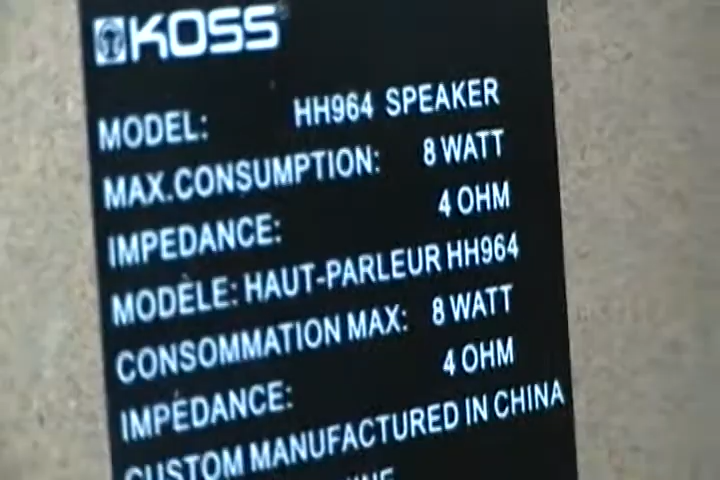 KOSS
MODEL: HH964 SPEAKER
MAX.CONSUMPTION: 8 WATT
IMPEDANCE: 4 OHM
MODÈLE: HAUT-PARLEUR HH964
CONSOMMATION MAX: 8 WATT
IMPÉDANCE: 4 OHM
CUSTOM MANUFACTURED IN CHINA